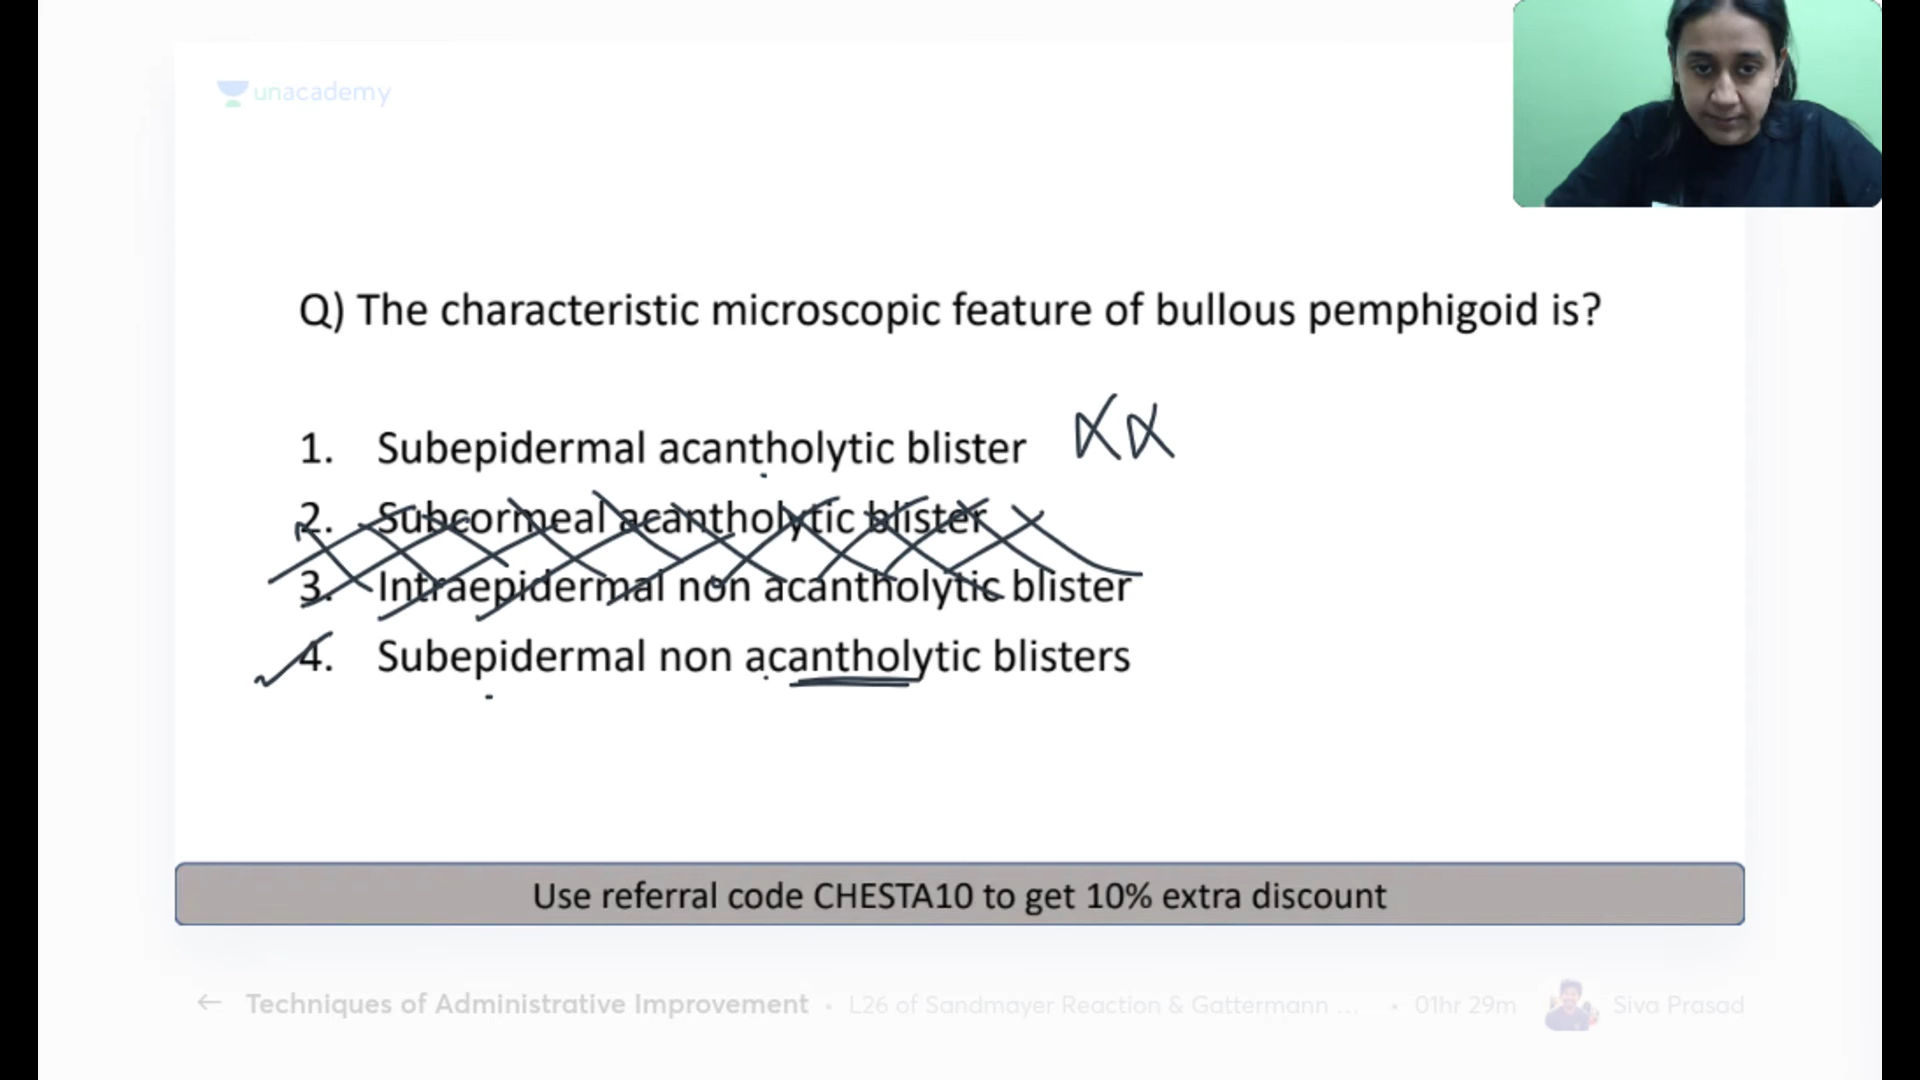 unacademy
Q) The characteristic microscopic feature of bullous pemphigoid is?
1. Subepidermal acantholytic blister
2. Subcormeal acantholytic blister
3. Intraepidermal non acantholytic blister
4. Subepidermal non acantholytic blisters
Use referral code CHESTA10 to get 10% extra discount
← Techniques of Administrative Improvement • L26 of Sandmayer Reaction & Gattermann ... • 01hr 29m Siva Prasad